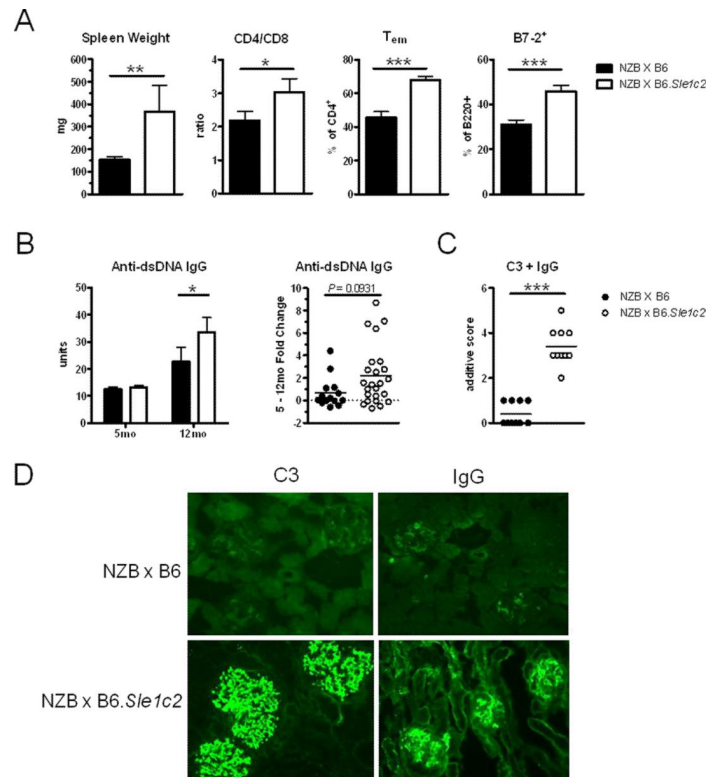 A
Spleen Weight
CD4/CD8
Tem
B7-2+
**
*
***
***
NZB X B6
NZB X B6.Sle1c2
mg
600
500
400
300
200
100
0
ratio
4
3
2
1
0
% of CD4+
80
60
40
20
0
% of B220+
60
40
20
0
B
Anti-dsDNA IgG
Anti-dsDNA IgG
C
C3 + IgG
units
50
40
30
20
10
0
*
5mo
12mo
5 - 12mo Fold Change
10
8
6
4
2
0
-2
P = 0.0931
additive score
6
4
2
0
***
NZB X B6
NZB x B6.Sle1c2
D
C3
IgG
NZB x B6
NZB x B6.Sle1c2